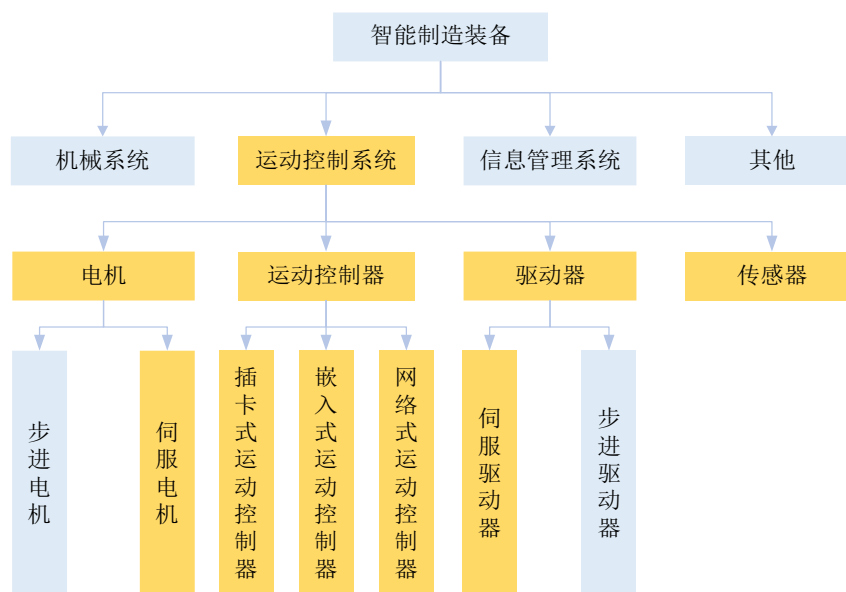 智能制造装备
机械系统
运动控制系统
信息管理系统
其他
电机
运动控制器
驱动器
传感器
步进电机
伺服电机
插卡式运动控制器
嵌入式运动控制器
网络式运动控制器
伺服驱动器
步进驱动器